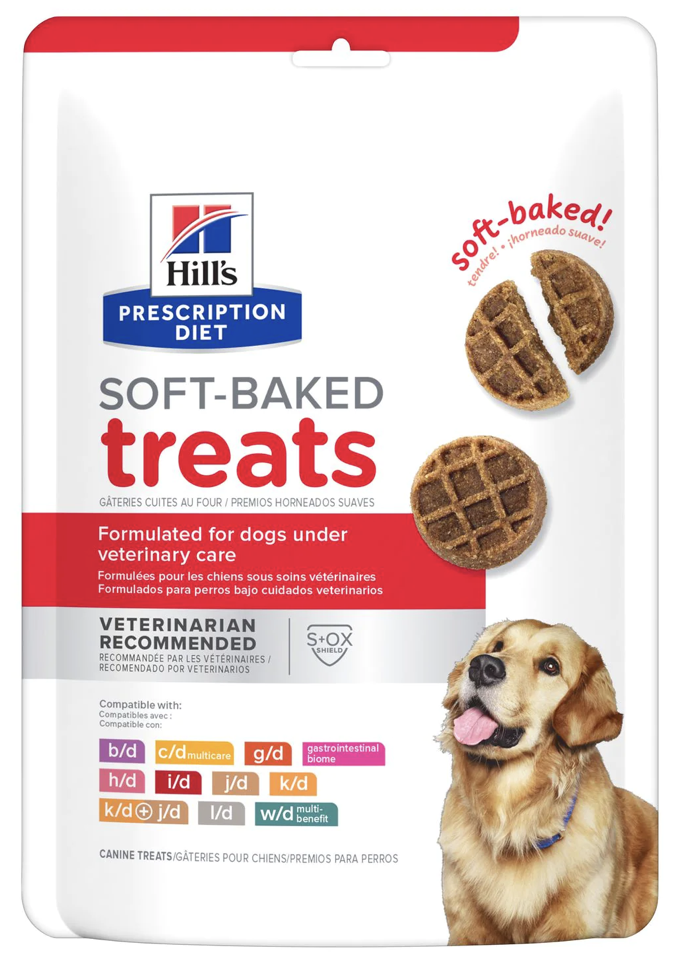 soft-baked!
tendre! • ¡horneado suave!
Hill's
PRESCRIPTION
DIET
SOFT-BAKED
treats
GÂTERIES CUITES AU FOUR / PREMIOS HORNEADOS SUAVES
Formulated for dogs under
veterinary care
Formulées pour les chiens sous soins vétérinaires
Formulados para perros bajo cuidados veterinarios
VETERINARIAN
RECOMMENDED
RECOMMANDÉE PAR LES VÉTÉRINAIRES /
RECOMENDADO POR VETERINARIOS
S+OX
SHIELD
Compatible with:
Compatibles avec :
Compatible con:
b/d c/d multicare g/d gastrointestinal
biome
h/d i/d j/d k/d
k/d + j/d l/d w/d multi-
benefit
CANINE TREATS/GÂTERIES POUR CHIENS/PREMIOS PARA PERROS